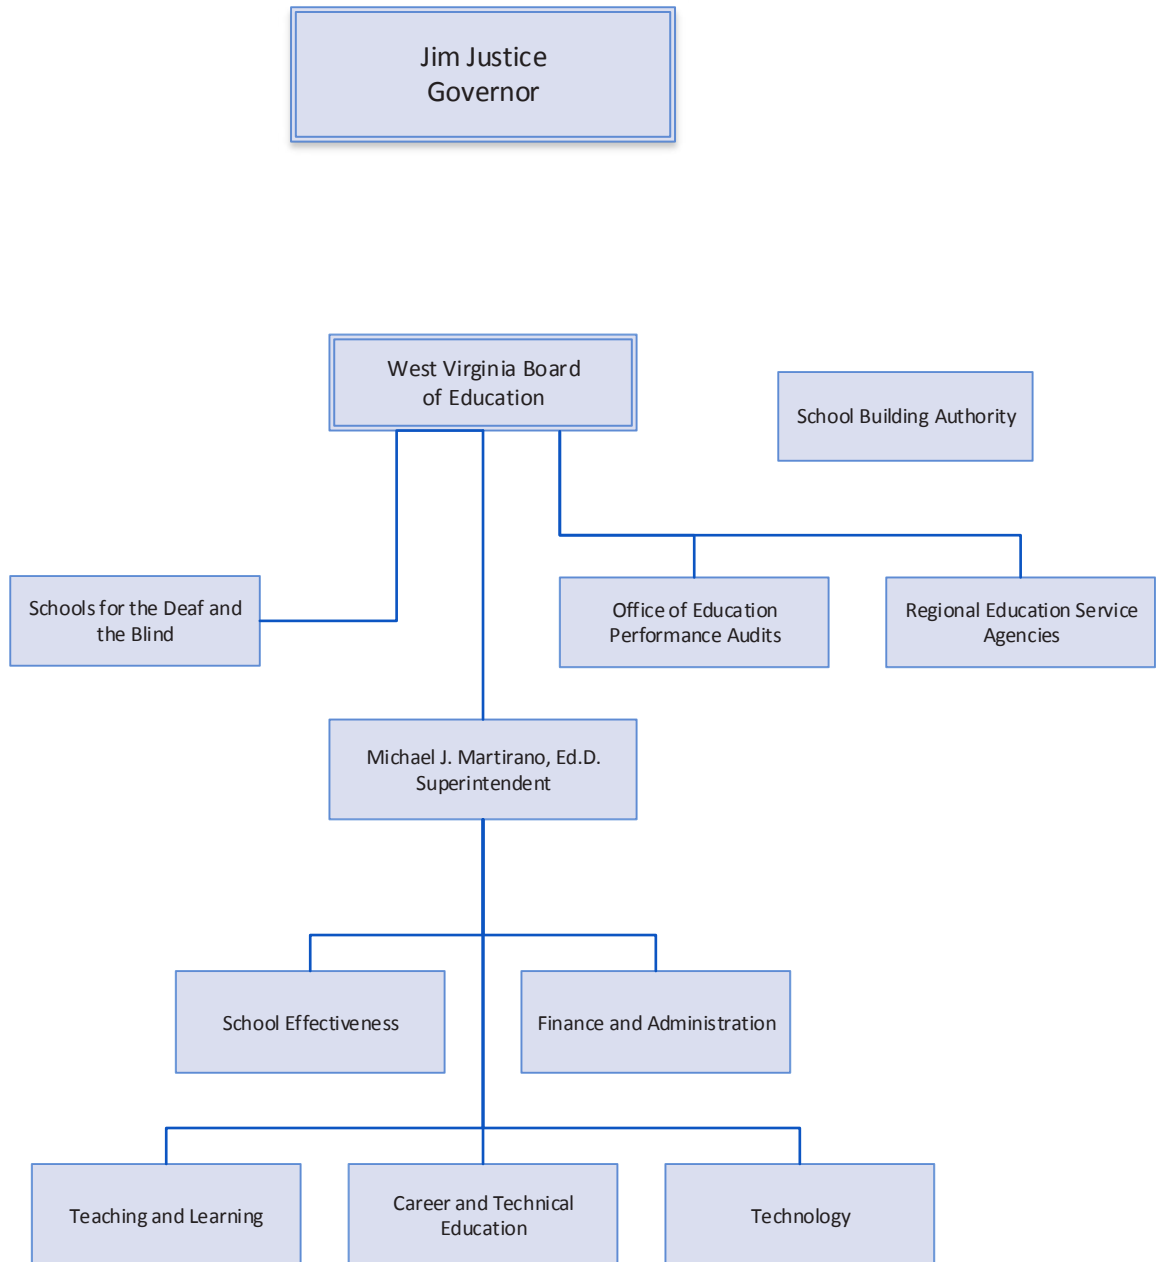 Jim Justice
Governor
West Virginia Board
of Education
School Building Authority
Schools for the Deaf and
the Blind
Office of Education
Performance Audits
Regional Education Service
Agencies
Michael J. Martirano, Ed.D.
Superintendent
School Effectiveness
Finance and Administration
Teaching and Learning
Career and Technical
Education
Technology